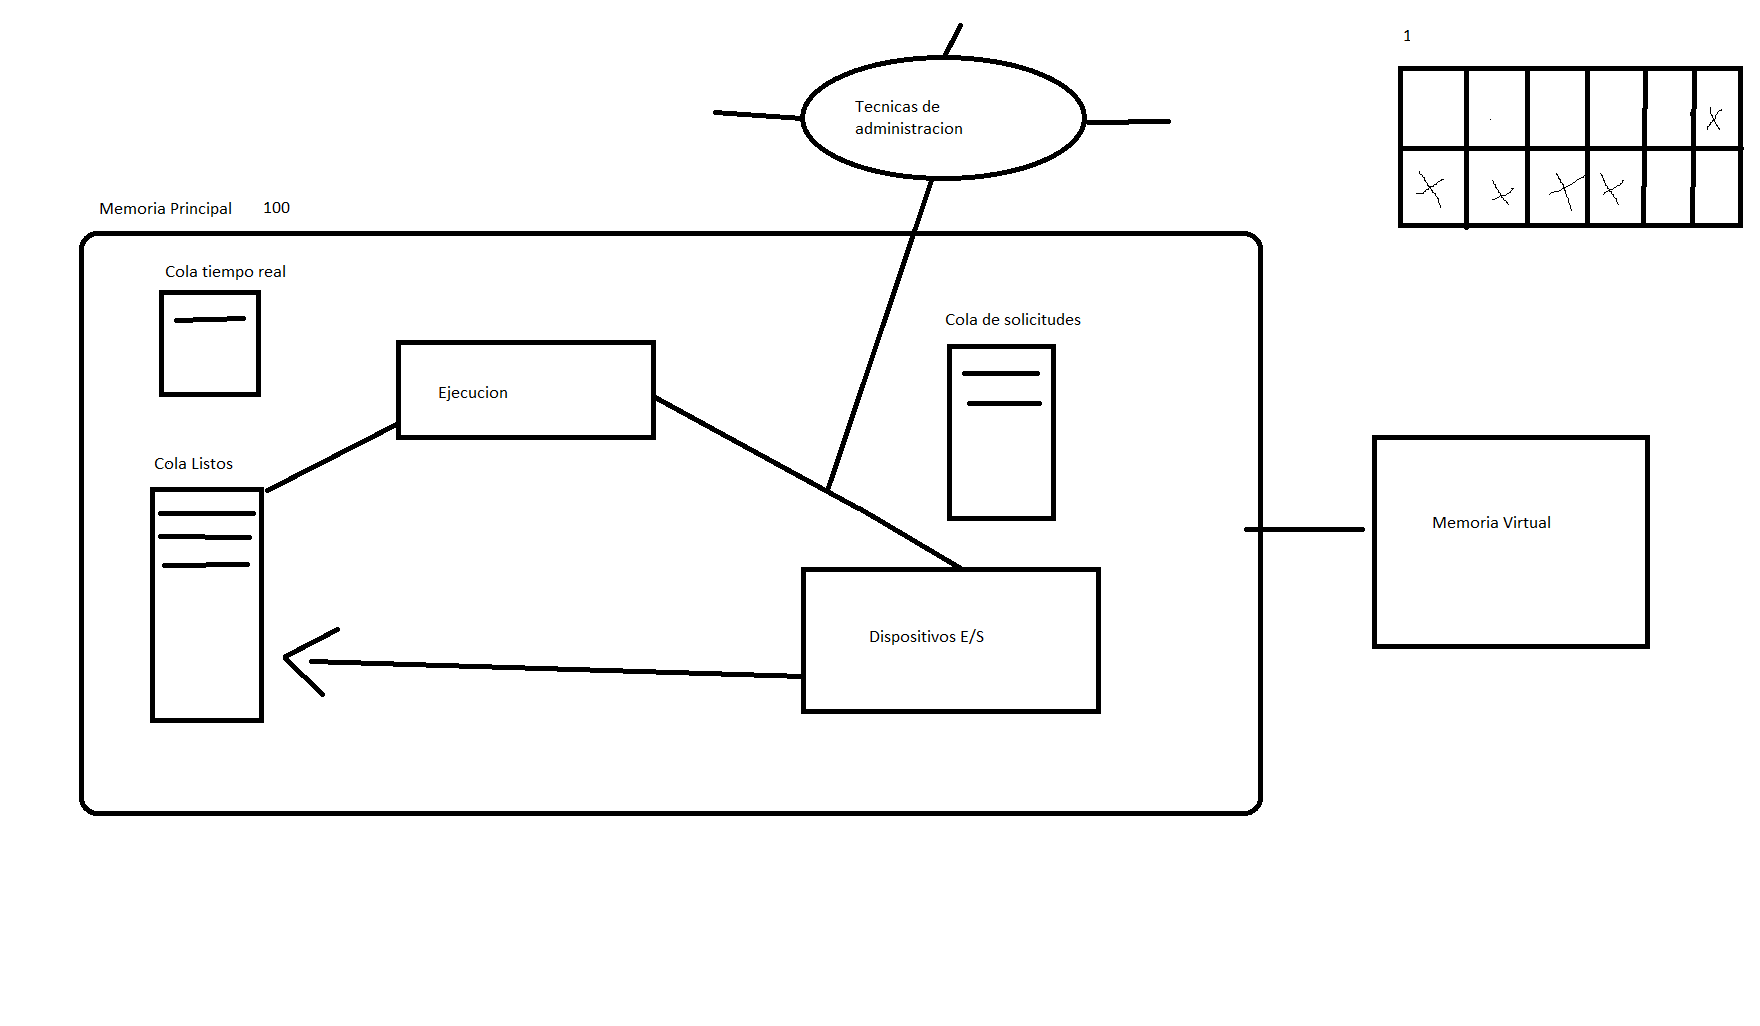 1
Tecnicas de
administracion
Memoria Principal 100
Cola tiempo real
Cola de solicitudes
Ejecucion
Cola Listos
Memoria Virtual
Dispositivos E/S
X
X X X X